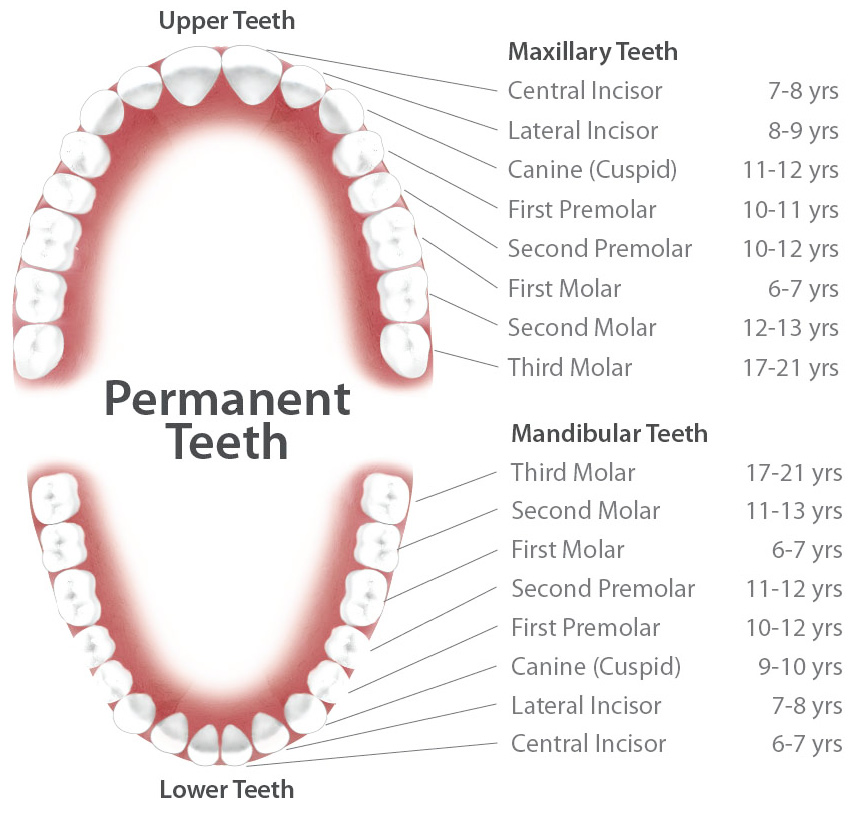 Upper Teeth
Maxillary Teeth
Central Incisor 7-8 yrs
Lateral Incisor 8-9 yrs
Canine (Cuspid) 11-12 yrs
First Premolar 10-11 yrs
Second Premolar 10-12 yrs
First Molar 6-7 yrs
Second Molar 12-13 yrs
Third Molar 17-21 yrs
Permanent
Teeth
Mandibular Teeth
Third Molar 17-21 yrs
Second Molar 11-13 yrs
First Molar 6-7 yrs
Second Premolar 11-12 yrs
First Premolar 10-12 yrs
Canine (Cuspid) 9-10 yrs
Lateral Incisor 7-8 yrs
Central Incisor 6-7 yrs
Lower Teeth